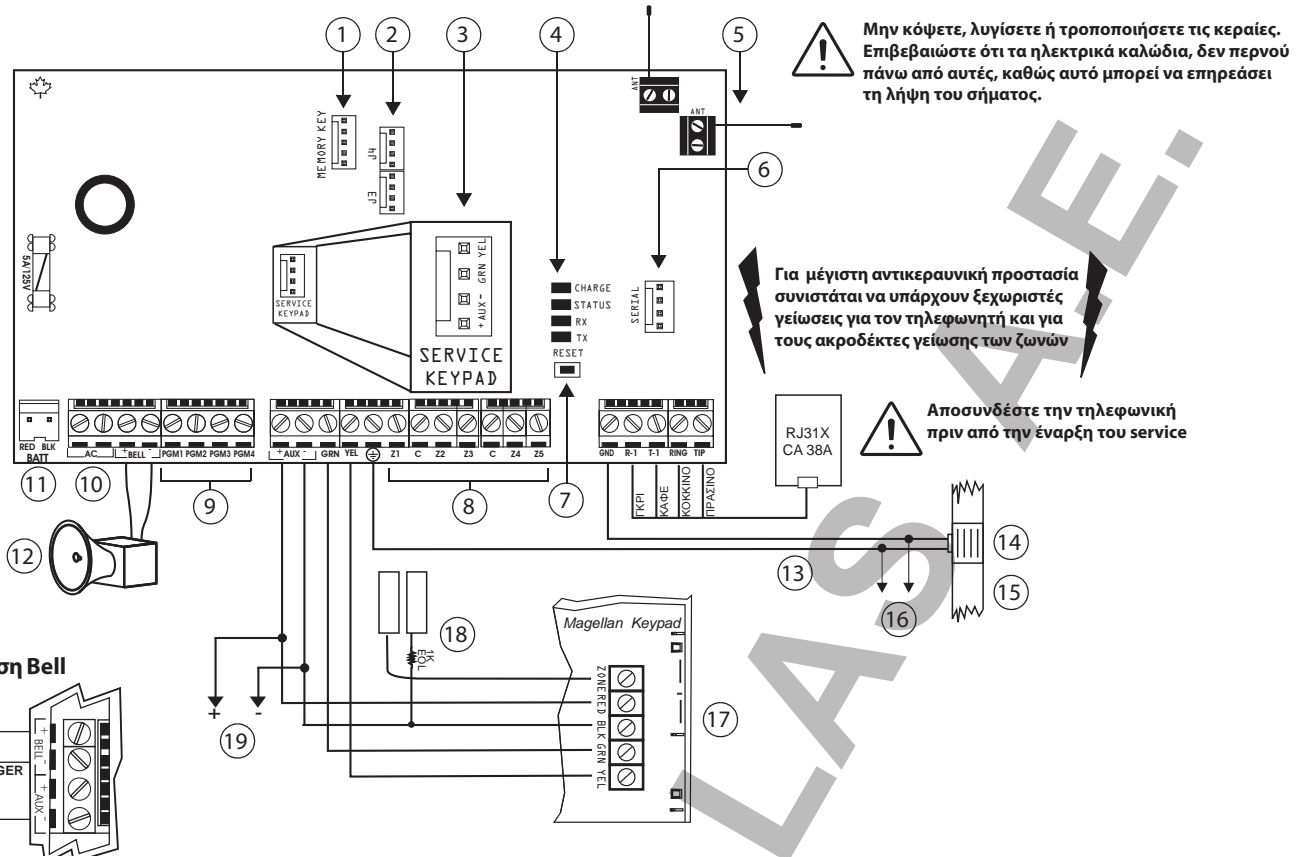 1
2
3
4
5
6
Μην κόψετε, λυγίσετε ή τροποποιήσετε τις κεραίες.
Επιβεβαιώστε ότι τα ηλεκτρικά καλώδια, δεν περνού
πάνω από αυτές, καθώς αυτό μπορεί να επηρεάσει
τη λήψη του σήματος.
ANT
ANT
MEMORY KEY
J4
J3
5A/125V
SERVICE
KEYPAD
+AUX- GRN YEL
SERVICE
KEYPAD
CHARGE
STATUS
RX
TX
RESET
SERIAL
Για μέγιστη αντικεραυνική προστασία
συνιστάται να υπάρχουν ξεχωριστές
γείωσεις για τον τηλεφωνητή και για
τους ακροδέκτες γείωσης των ζωνών
RJ31X
CA 38A
Αποσυνδέστε την τηλεφωνική
πριν από την έναρξη του service
RED BLK
BATT
AC
+BELL-
PGM1 PGM2 PGM3 PGM4
+AUX- GRN YEL Z1 C Z2 Z3 C Z4 Z5
GND R-1 T-1 RING TIP
ΓΚΡΙ
ΚΑΦΕ
ΚΟΚΚΙΝΟ
ΠΡΑΣΙΝΟ
11
10
9
8
7
12
13
14
15
16
18
1K
EOL
Magellan Keypad
ZONE RED BLK GRN YEL
17
+ -
19
ση Bell
+ BELL -
+ AUX -
GER
LAS A.E.